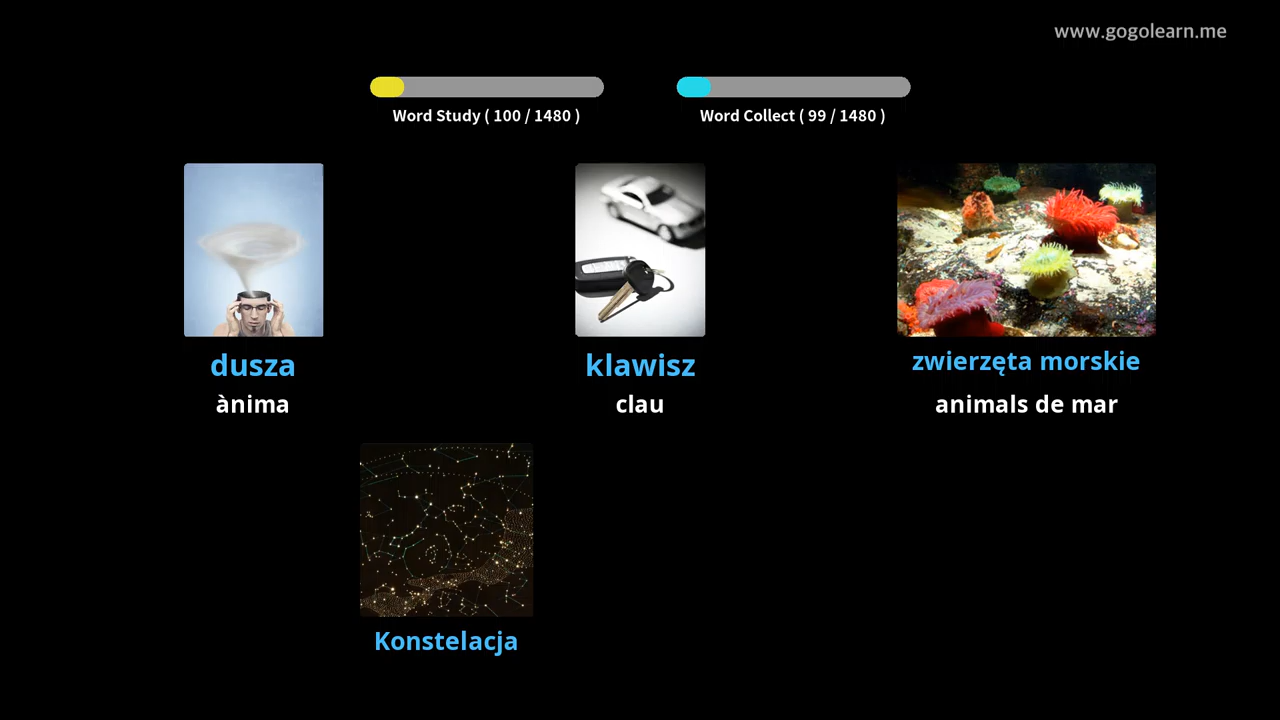 www.gogolearn.me
Word Study ( 100 / 1480 )
Word Collect ( 99 / 1480 )
dusza
klawisz
zwierzęta morskie
ànima
clau
animals de mar
Konstelacja